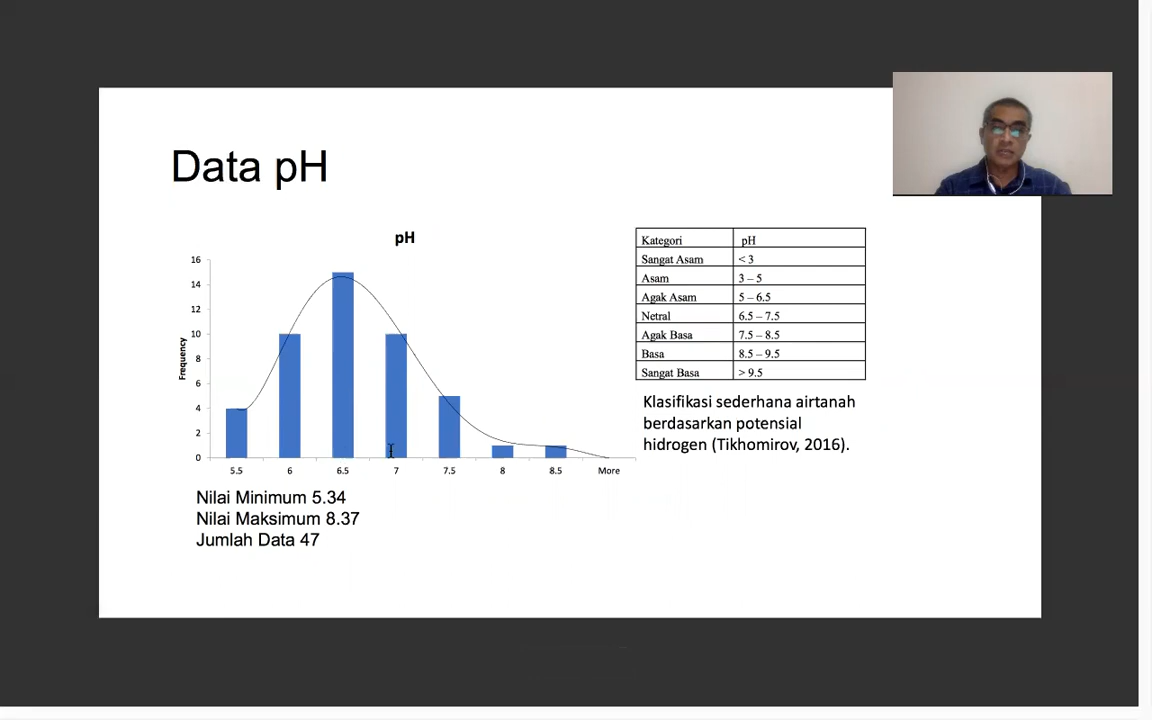 Data pH
pH
16
14
12
10
8
6
4
2
0
Frequency
5.5 6 6.5 7 7.5 8 8.5 More
Nilai Minimum 5.34
Nilai Maksimum 8.37
Jumlah Data 47
Kategori pH
Sangat Asam < 3
Asam 3 – 5
Agak Asam 5 – 6.5
Netral 6.5 – 7.5
Agak Basa 7.5 – 8.5
Basa 8.5 – 9.5
Sangat Basa > 9.5
Klasifikasi sederhana airtanah
berdasarkan potensial
hidrogen (Tikhomirov, 2016).